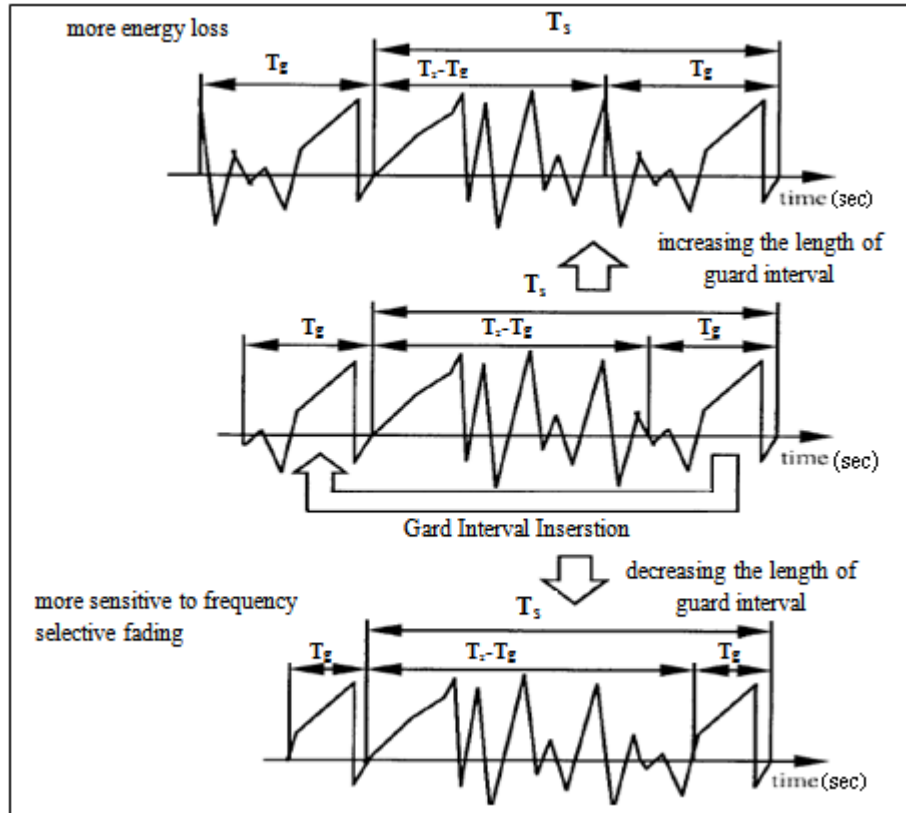 more energy loss
Ts
Tg
Ts-Tg
Tg
time (sec)
increasing the length of
guard interval
Ts
Tg
Ts-Tg
Tg
time (sec)
Gard Interval Inserstion
decreasing the length of
guard interval
more sensitive to frequency
selective fading
Ts
Tg
Ts-Tg
Tg
time (sec)